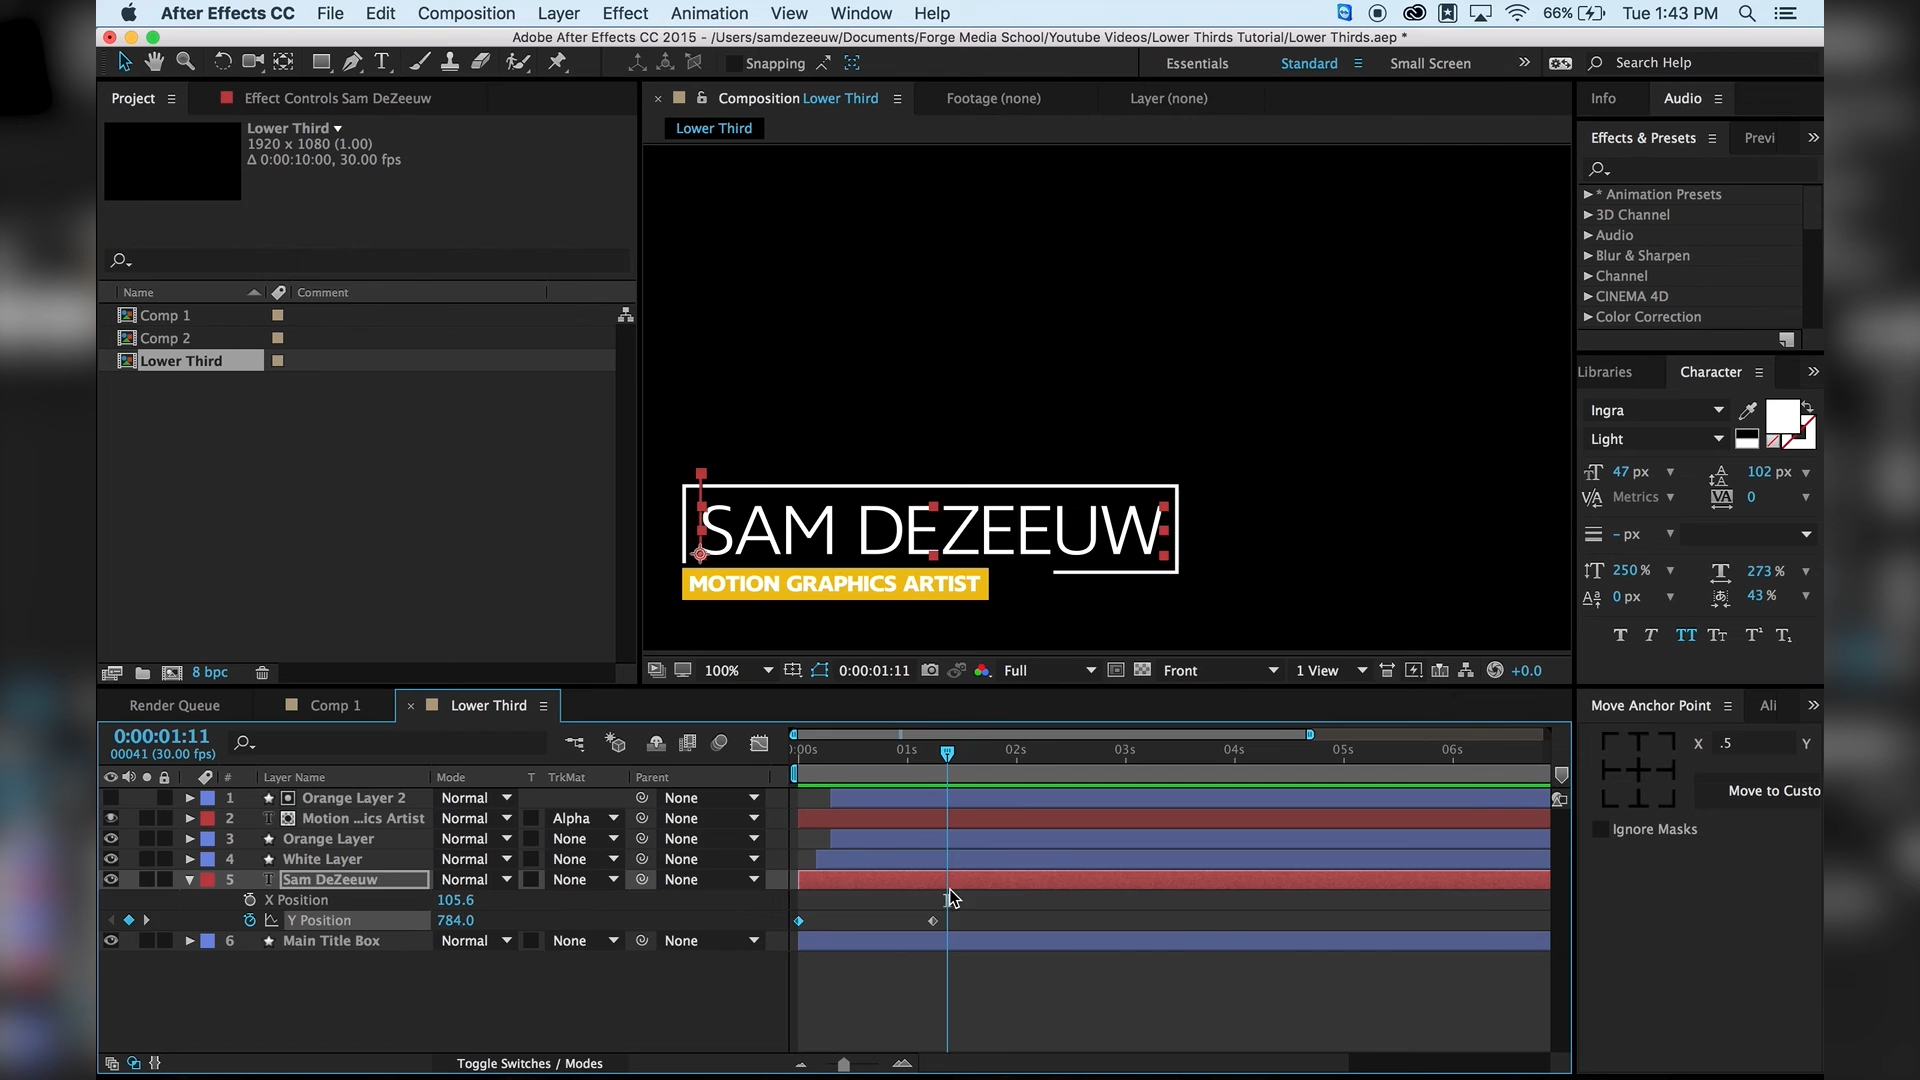 After Effects CC File Edit Composition Layer Effect Animation View Window Help 66% Tue 1:43 PM
Adobe After Effects CC 2015 - /Users/samdezeeuw/Documents/Forge Media School/Youtube Videos/Lower Thirds Tutorial/Lower Thirds.aep *
Snapping Essentials Standard Small Screen Search Help
Project Effect Controls Sam DeZeeuw Composition Lower Third Footage (none) Layer (none) Info Audio
Lower Third
1920 x 1080 (1.00)
Δ 0:00:10:00, 30.00 fps
Lower Third
Effects & Presets Previ
* Animation Presets
3D Channel
Audio
Blur & Sharpen
Channel
CINEMA 4D
Color Correction
Name Comment
Comp 1
Comp 2
Lower Third
Libraries Character
Ingra
Light
47 px 102 px
Metrics 0
- px
250 % 273 %
0 px 43 %
T T TT Tt T¹ T₁
SAM DEZEEUW
MOTION GRAPHICS ARTIST
8 bpc 100% 0:00:01:11 Full Front 1 View +0.0
Render Queue Comp 1 Lower Third
Move Anchor Point Ali
X .5 Y
Move to Custo
Ignore Masks
0:00:01:11
00041 (30.00 fps)
):00s 01s 02s 03s 04s 05s 06s
# Layer Name Mode T TrkMat Parent
1 Orange Layer 2 Normal None
2 Motion ...ics Artist Normal Alpha None
3 Orange Layer Normal None None
4 White Layer Normal None None
5 Sam DeZeeuw Normal None None
X Position 105.6
Y Position 784.0
6 Main Title Box Normal None None
Toggle Switches / Modes